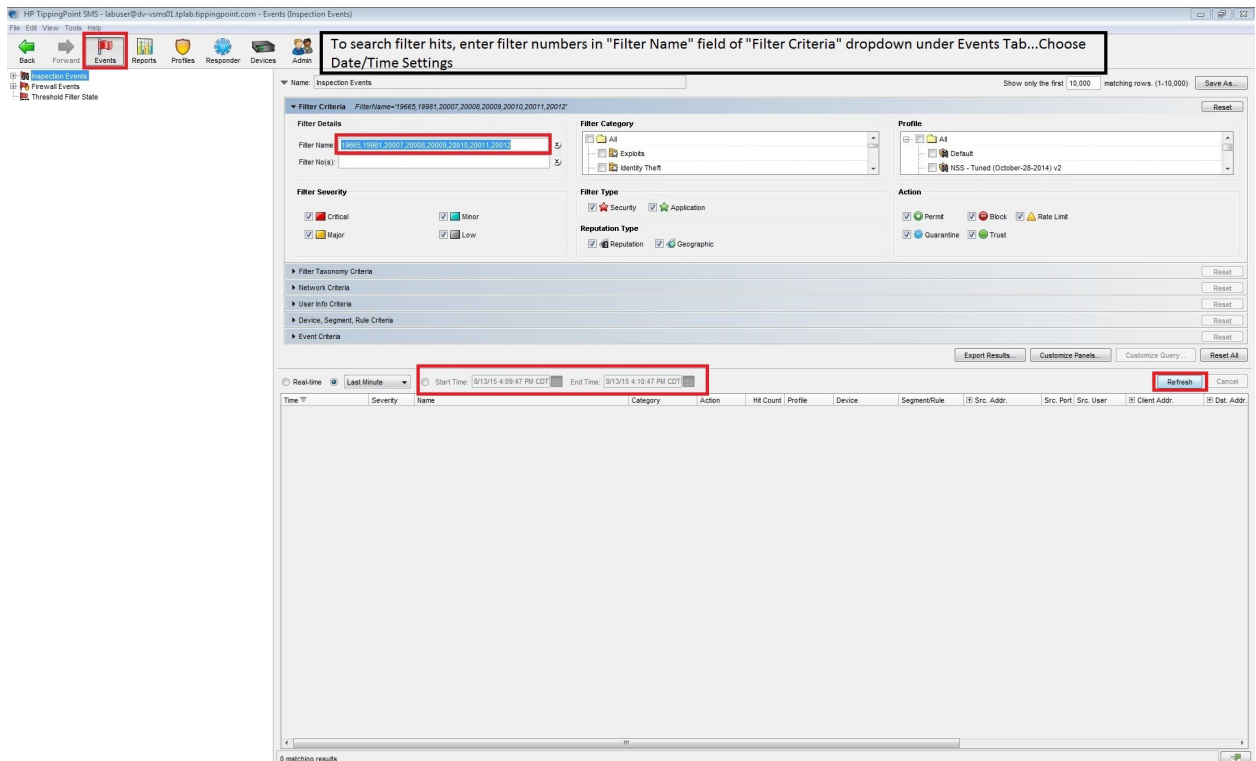 HP TippingPoint SMS - labuser@dv-vsms01.tplab.tippingpoint.com - Events (Inspection Events)
File Edit View Tools Help
Back Forward Events Reports Profiles Responder Devices Admin
To search filter hits, enter filter numbers in "Filter Name" field of "Filter Criteria" dropdown under Events Tab...Choose
Date/Time Settings
Inspection Events
Firewall Events
Threshold Filter State
Name: Inspection Events Show only the first 10,000 matching rows. (1-10,000) Save As...
Filter Criteria FilterName='19665,19981,20007,20008,20009,20010,20011,20012' Reset
Filter Details Filter Category Profile
Filter Name: 19665,19981,20007,20008,20009,20010,20011,20012
Filter No(s):
All
Exploits
Identity Theft
All
Default
NSS - Tuned (October-28-2014) v2
Filter Severity Filter Type Action
Critical Minor
Major Low
Security Application
Reputation Type
Reputation Geographic
Permit Block Rate Limit
Quarantine Trust
Filter Taxonomy Criteria Reset
Network Criteria Reset
User Info Criteria Reset
Device, Segment, Rule Criteria Reset
Event Criteria Reset
Export Results... Customize Panels... Customize Query... Reset All
Real-time Last Minute Start Time: 8/13/15 4:09:47 PM CDT End Time: 8/13/15 4:10:47 PM CDT Refresh Cancel
Time Severity Name Category Action Hit Count Profile Device Segment/Rule Src. Addr. Src. Port Src. User Client Addr. Dst. Addr.
0 matching results